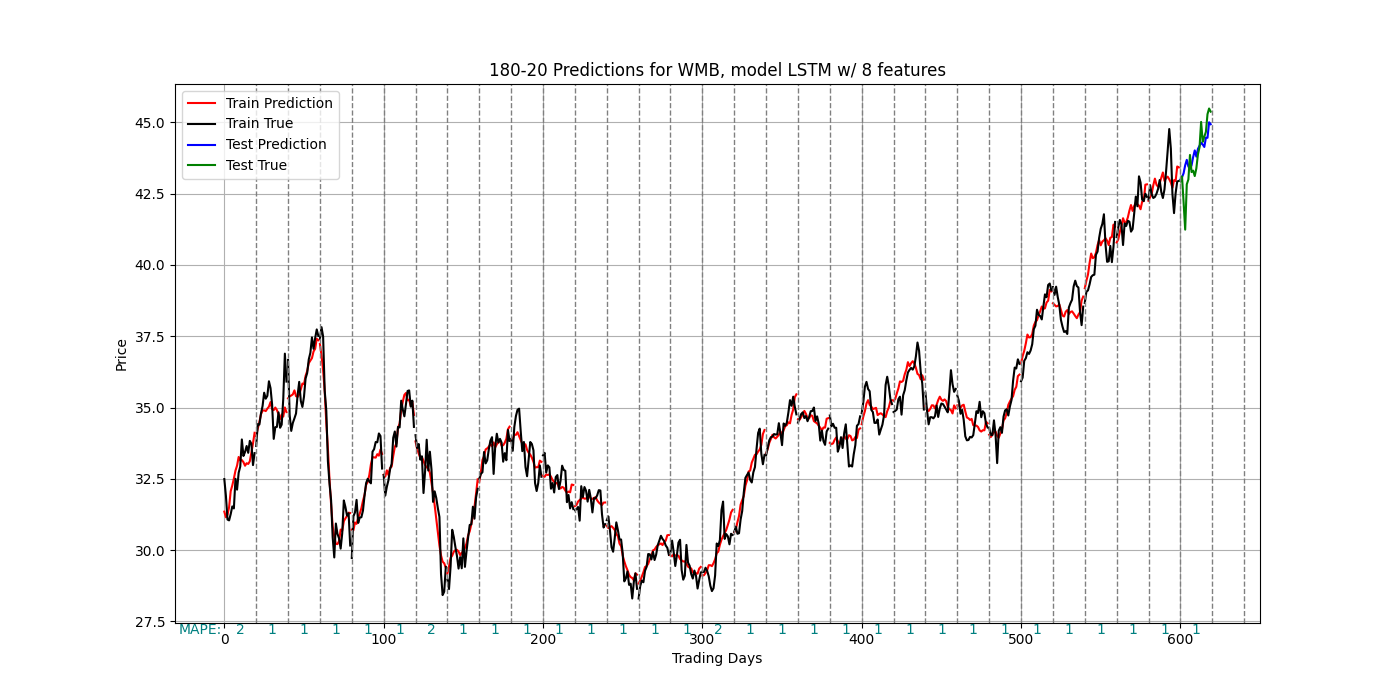 180-20 Predictions for WMB, model LSTM w/ 8 features
Train Prediction
Train True
Test Prediction
Test True
45.0
42.5
40.0
37.5
35.0
32.5
30.0
27.5
Price
MAPE: 2 1 1 1 1 1 2 1 1 1 1 1 1 1 1 2 1 1 1 1 1 1 1 1 1 1 1 1 1 1 1
0 100 200 300 400 500 600
Trading Days